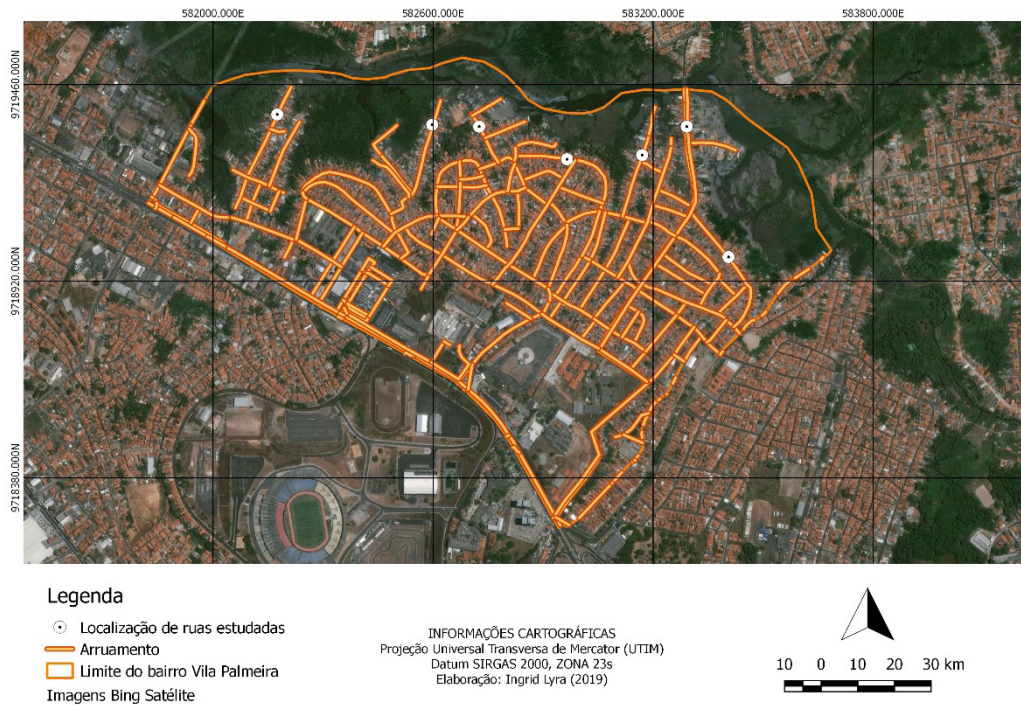 582000.000E 582600.000E 583200.000E 583800.000E
9719460.000N
9718920.000N
9718380.000N
Legenda
Localização de ruas estudadas
Arruamento
Limite do bairro Vila Palmeira
Imagens Bing Satélite
INFORMAÇÕES CARTOGRÁFICAS
Projeção Universal Transversa de Mercator (UTIM)
Datum SIRGAS 2000, ZONA 23s
Elaboração: Ingrid Lyra (2019)
10 0 10 20 30 km